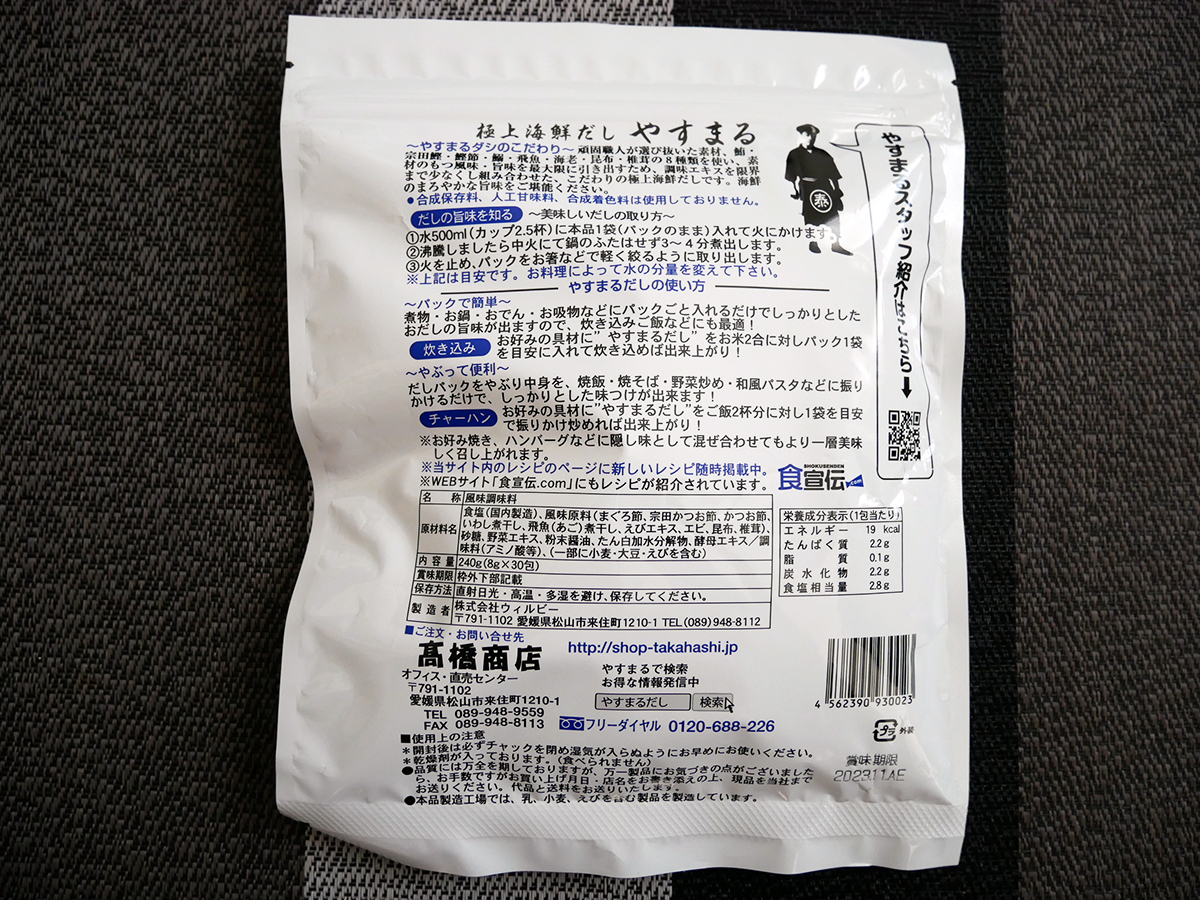 極上海鮮だし やすまる
～やすまるダシのこだわり～ 頑固職人が選び抜いた素材、鮪・
宗田鰹・鰹節・鰯・飛魚・海老・昆布・椎茸の8種類を使い、素
材のもつ風味・旨味を最大限に引き出すため、調味エキスを限界
まで少なくし組み合わせた、こだわりの極上海鮮だしです。海鮮
のまろやかな旨味をご堪能ください。
●合成保存料、人工甘味料、合成着色料は使用しておりません。
だしの旨味を知る ～美味しいだしの取り方～
①水500ml(カップ2.5杯)に本品1袋(パックのまま)入れて火にかけます。
②沸騰しましたら中火にて鍋のふたはせず3～4分煮出します。
③火を止め、パックをお箸などで軽く絞るように取り出します。
※上記は目安です。お料理によって水の分量を変えて下さい。
やすまるだしの使い方
～パックで簡単～
煮物・お鍋・おでん・お吸物などにパックごと入れるだけでしっかりとした
おだしの旨味が出ますので、炊き込みご飯などにも最適！
炊き込み お好みの具材に"やすまるだし"をお米2合に対しパック1袋
を目安に入れて炊き込めば出来上がり！
～やぶって便利～
だしパックをやぶり中身を、焼飯・焼そば・野菜炒め・和風パスタなどに振り
かけるだけで、しっかりとした味つけが出来ます！
チャーハン お好みの具材に"やすまるだし"をご飯2杯分に対し1袋を目安
で振りかけ炒めれば出来上がり！
※お好み焼き、ハンバーグなどに隠し味として混ぜ合わせてもより一層美味
しく召し上がれます。
※当サイト内のレシピのページに新しいレシピ随時掲載中。
※WEBサイト「食宣伝.com」にもレシピが紹介されています。
SHOKUSENDEN
食宣伝.com
泰
やすまるスタッフ紹介はこちら↓
名称 風味調味料
原材料名 食塩(国内製造)、風味原料(まぐろ節、宗田かつお節、かつお節、
いわし煮干し、飛魚(あご)煮干し、えびエキス、エビ、昆布、椎茸)、
砂糖、野菜エキス、粉末醤油、たん白加水分解物、酵母エキス／調
味料(アミノ酸等)、(一部に小麦・大豆・えびを含む)
内容量 240g(8g×30包)
賞味期限 枠外下部記載
保存方法 直射日光・高温・多湿を避け、保存してください。
製造者 株式会社ウィルビー
〒791-1102 愛媛県松山市来住町1210-1 TEL(089)948-8112
栄養成分表示(1包当たり)
エネルギー 19 kcal
たんぱく質 2.2g
脂質 0.1g
炭水化物 2.2g
食塩相当量 2.8g
■ご注文・お問い合せ先
髙橋商店
オフィス・直売センター
〒791-1102
愛媛県松山市来住町1210-1
TEL 089-948-9559
FAX 089-948-8113
http://shop-takahashi.jp
やすまるで検索
お得な情報発信中
やすまるだし 検索
フリーダイヤル 0120-688-226
4 562390 930023
プラ 外装
■使用上の注意
＊開封後は必ずチャックを閉め湿気が入らぬようにお早めにお使いください。
＊乾燥剤が入っております。(食べられません)
●品質には万全を期しておりますが、万一製品にお気づきの点がございました
ら、お手数ですがお買い上げ月日・店名をお書き添えの上、現品を当社まで
お送りください。代品と送料をお送りいたします。
●本品製造工場では、乳、小麦、えびを含む製品を製造しています。
賞味期限
2023.11.AE